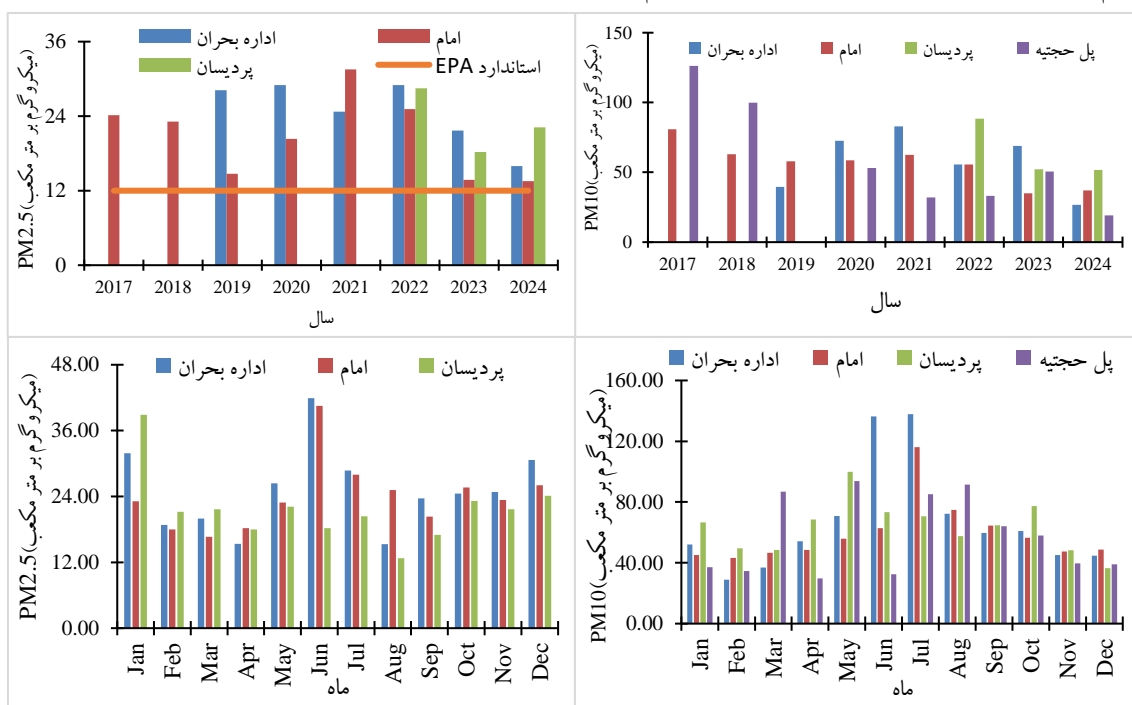 اداره بحران
امام
پردیسان
استاندارد EPA
PM2.5(میکروگرم بر متر مکعب)
36
24
12
0
2017 2018 2019 2020 2021 2022 2023 2024
سال
اداره بحران
امام
پردیسان
پل حجتیه
PM10(میکروگرم بر متر مکعب)
150
100
50
0
2017 2018 2019 2020 2021 2022 2023 2024
سال
اداره بحران
امام
پردیسان
PM2.5(میکروگرم بر متر مکعب)
48.00
36.00
24.00
12.00
0.00
Jan Feb Mar Apr May Jun Jul Aug Sep Oct Nov Dec
ماه
اداره بحران
امام
پردیسان
پل حجتیه
PM10(میکروگرم بر متر مکعب)
160.00
120.00
80.00
40.00
0.00
Jan Feb Mar Apr May Jun Jul Aug Sep Oct Nov Dec
ماه